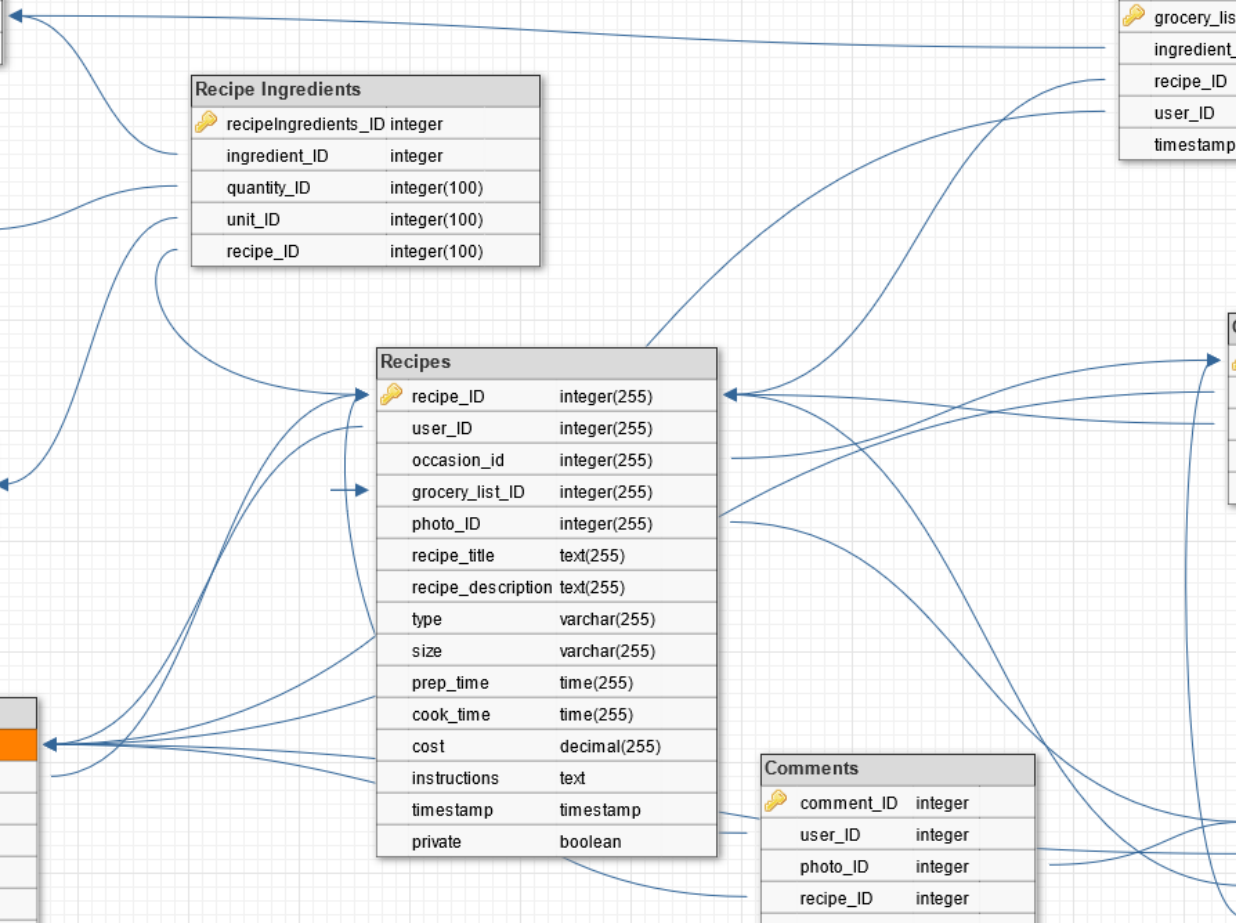 grocery_lis
ingredient_
recipe_ID
user_ID
timestamp
Recipe Ingredients
recipeIngredients_ID integer
ingredient_ID integer
quantity_ID integer(100)
unit_ID integer(100)
recipe_ID integer(100)
Recipes
recipe_ID integer(255)
user_ID integer(255)
occasion_id integer(255)
grocery_list_ID integer(255)
photo_ID integer(255)
recipe_title text(255)
recipe_description text(255)
type varchar(255)
size varchar(255)
prep_time time(255)
cook_time time(255)
cost decimal(255)
instructions text
timestamp timestamp
private boolean
Comments
comment_ID integer
user_ID integer
photo_ID integer
recipe_ID integer